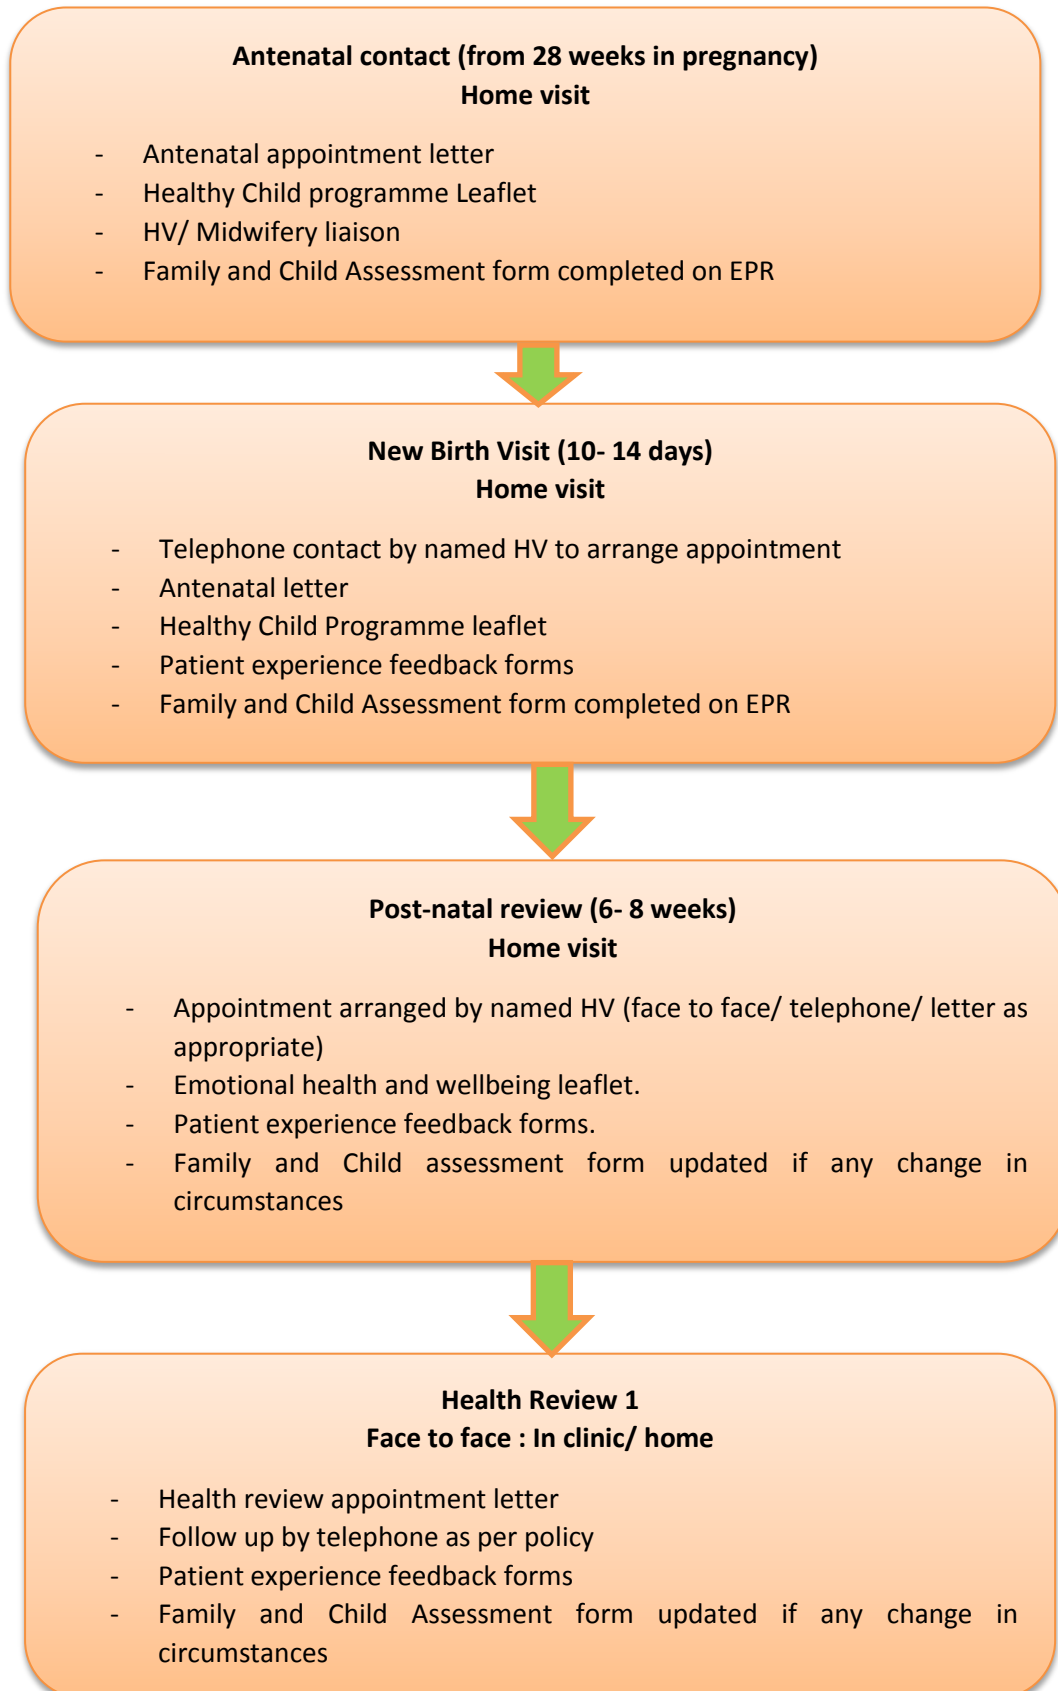 Antenatal contact (from 28 weeks in pregnancy)
Home visit
- Antenatal appointment letter
- Healthy Child programme Leaflet
- HV/ Midwifery liaison
- Family and Child Assessment form completed on EPR
New Birth Visit (10- 14 days)
Home visit
- Telephone contact by named HV to arrange appointment
- Antenatal letter
- Healthy Child Programme leaflet
- Patient experience feedback forms
- Family and Child Assessment form completed on EPR
Post-natal review (6- 8 weeks)
Home visit
- Appointment arranged by named HV (face to face/ telephone/ letter as
appropriate)
- Emotional health and wellbeing leaflet.
- Patient experience feedback forms.
- Family and Child assessment form updated if any change in
circumstances
Health Review 1
Face to face : In clinic/ home
- Health review appointment letter
- Follow up by telephone as per policy
- Patient experience feedback forms
- Family and Child Assessment form updated if any change in
circumstances